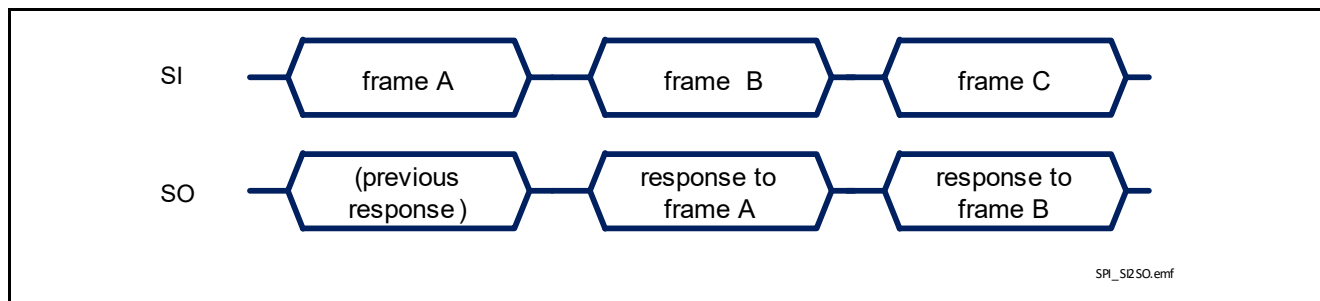 SI
frame A
frame B
frame C
SO
(previous
response)
response to
frame A
response to
frame B
SPI_SI2SO.emf